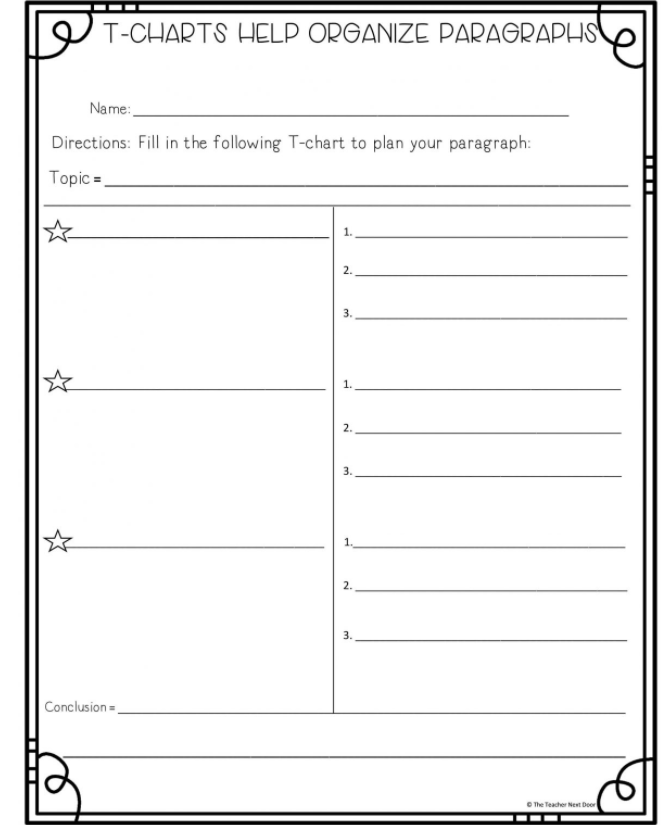 T-CHARTS HELP ORGANIZE PARAGRAPHS
Name:
Directions: Fill in the following T-chart to plan your paragraph:
Topic =
1.
2.
3.
1.
2.
3.
1.
2.
3.
Conclusion =
© The Teacher Next Door